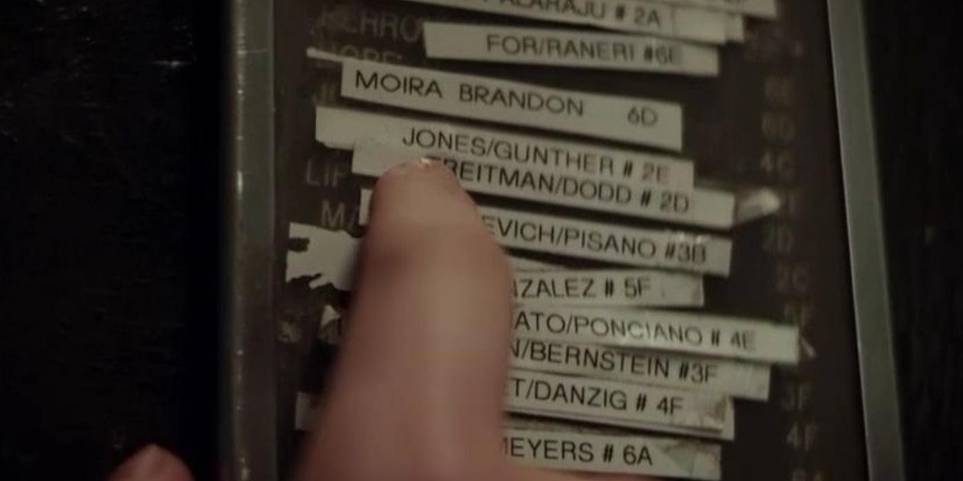 # 2A
FOR/RANERI #6E
MOIRA BRANDON 6D
JONES/GUNTHER # 2E
REITMAN/DODD # 2D
EVICH/PISANO #3B
ZALEZ # 5F
ATO/PONCIANO # 4E
N/BERNSTEIN #3F
T/DANZIG # 4F
MEYERS # 6A